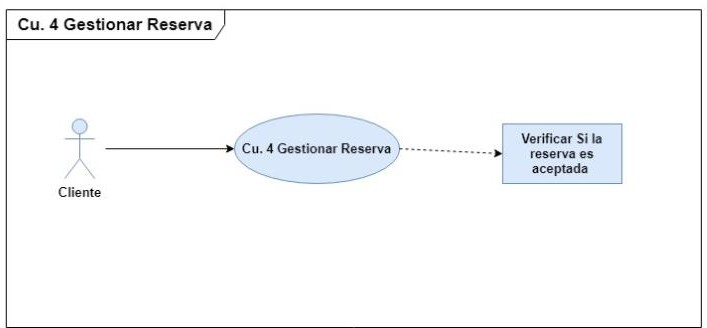 Cu. 4 Gestionar Reserva
Cu. 4 Gestionar Reserva
Verificar Si la
reserva es
aceptada
Cliente